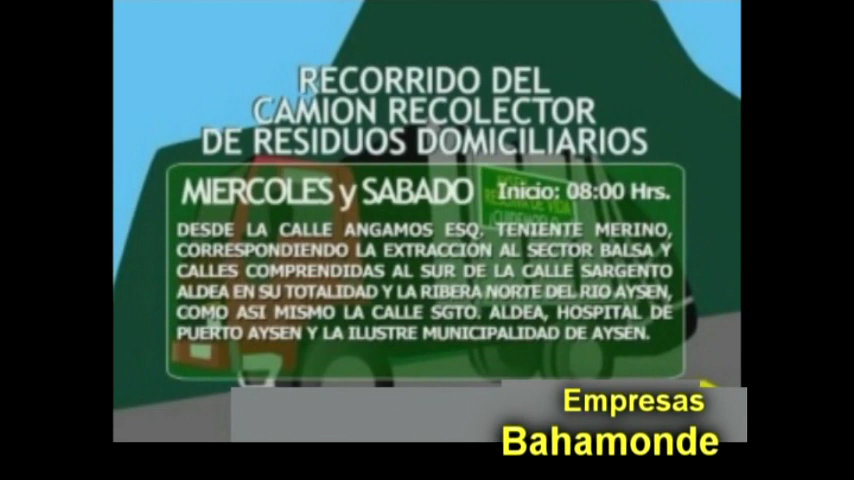 RECORRIDO DEL
CAMION RECOLECTOR
DE RESIDUOS DOMICILIARIOS
MIERCOLES y SABADO Inicio: 08:00 Hrs.
DESDE LA CALLE ANGAMOS ESQ. TENIENTE MERINO,
CORRESPONDIENDO LA EXTRACCIÓN AL SECTOR BALSA Y
CALLES COMPRENDIDAS AL SUR DE LA CALLE SARGENTO
ALDEA EN SU TOTALIDAD Y LA RIBERA NORTE DEL RIO AYSEN,
COMO ASI MISMO LA CALLE SGTO. ALDEA, HOSPITAL DE
PUERTO AYSEN Y LA ILUSTRE MUNICIPALIDAD DE AYSEN.
Empresas
Bahamonde